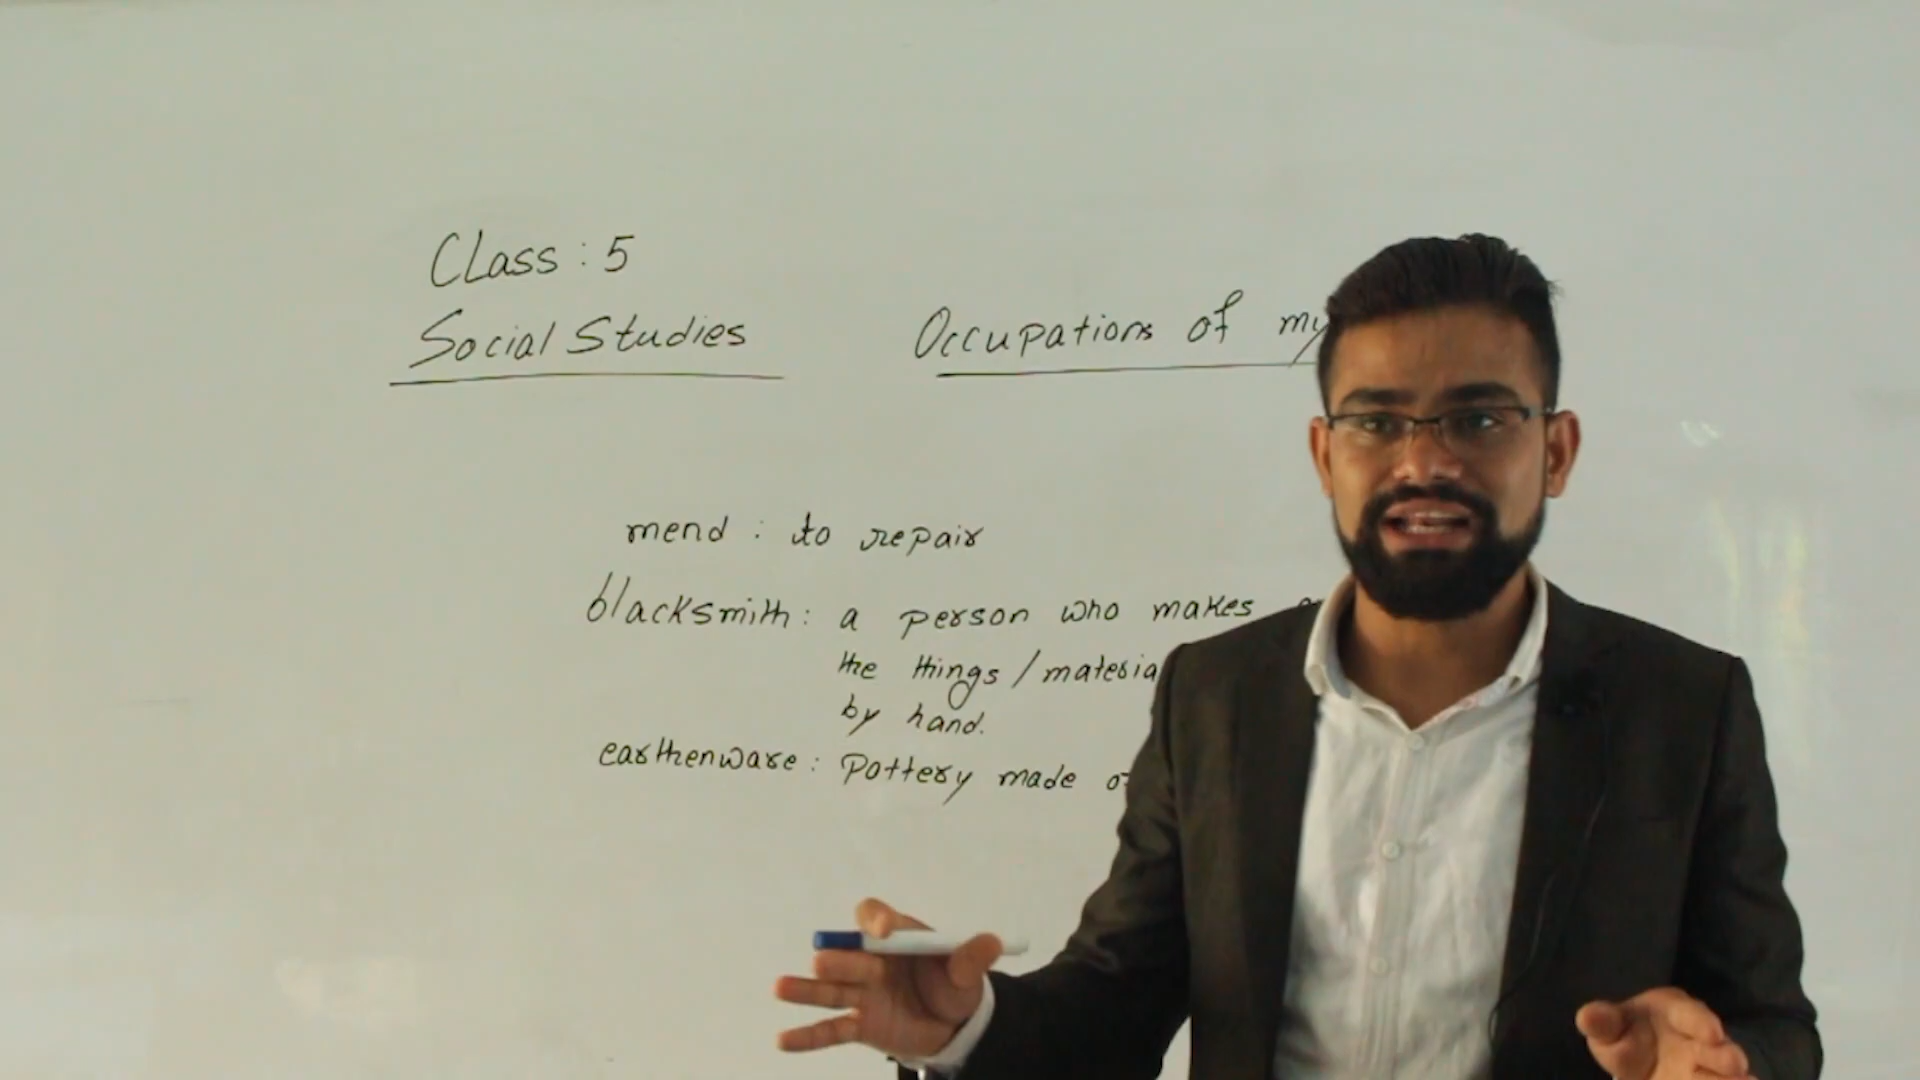 Class : 5
Social Studies
Occupations of my
mend : to repair
blacksmith : a person who makes
the things / materia
by hand.
earthenware : Pottery made